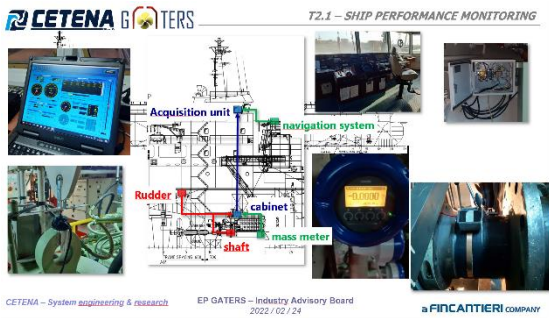 CETENA GATERS
T2.1 – SHIP PERFORMANCE MONITORING
Acquisition unit
navigation system
Rudder
cabinet
mass meter
shaft
-0.0000
CETENA – System engineering & research
EP GATERS – Industry Advisory Board
2022 / 02 / 24
a FINCANTIERI COMPANY